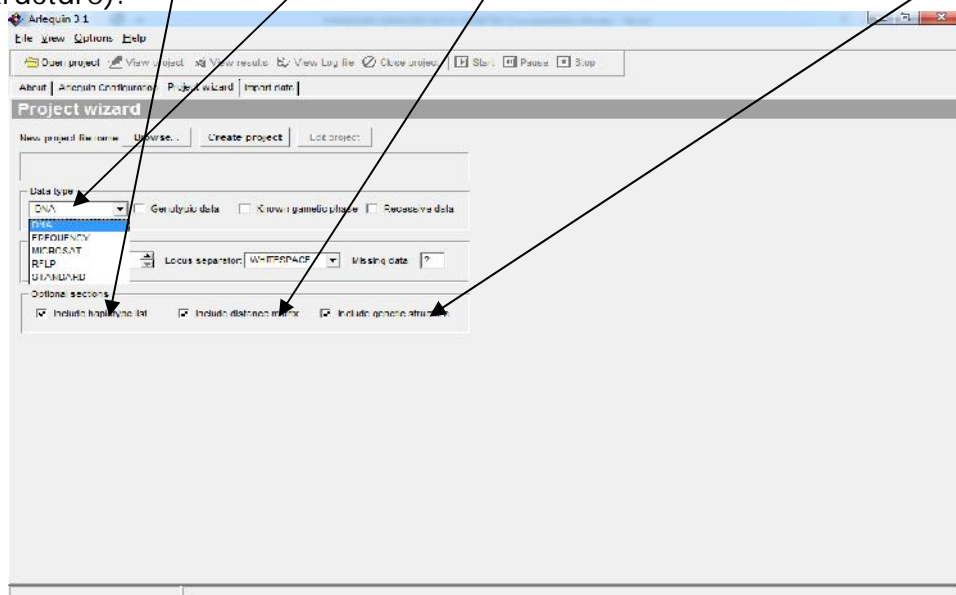 Arlequin 3.1
File View Options Help
Open project View project View results View Log file Close project Start Pause Stop
About Arlequin Configuration Project wizard Import data
Project wizard
New project file name Browse... Create project Edit project
Data type
DNA Genotypic data Known gametic phase Recessive data
DNA
FREQUENCY
MICROSAT
RFLP
STANDARD
Locus separator: WHITESPACE Missing data ?
Optional sections
Include haplotype list Include distance matrix Include genetic structure